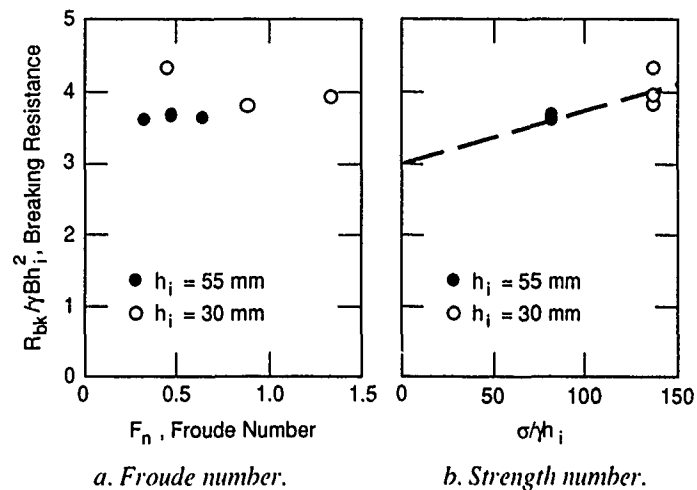 5
4
3
2
1
0
R_bk/γBh_i^2, Breaking Resistance
● h_i = 55 mm
○ h_i = 30 mm
0 0.5 1.0 1.5
F_n , Froude Number
a. Froude number.
● h_i = 55 mm
○ h_i = 30 mm
0 50 100 150
σ/γh_i
b. Strength number.